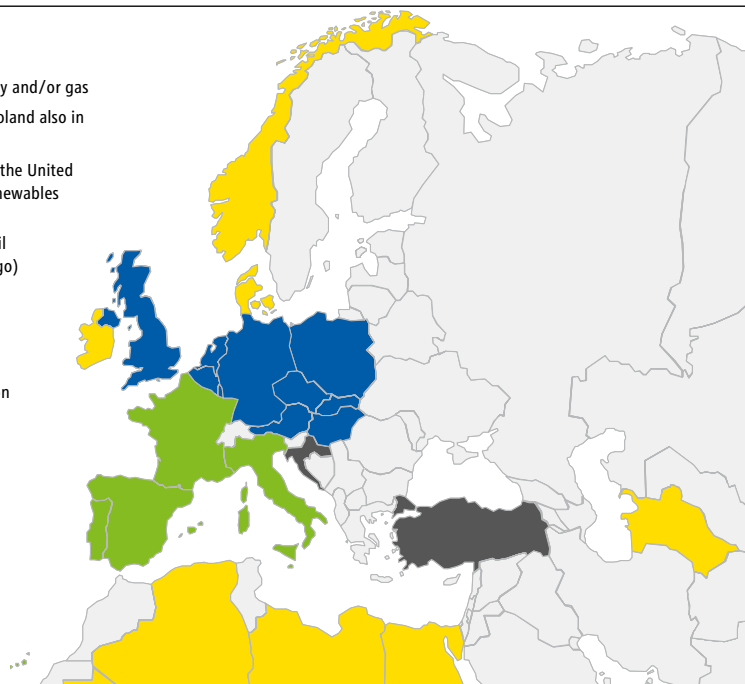 y and/or gas
oland also in
the United
newables
il
go)
n